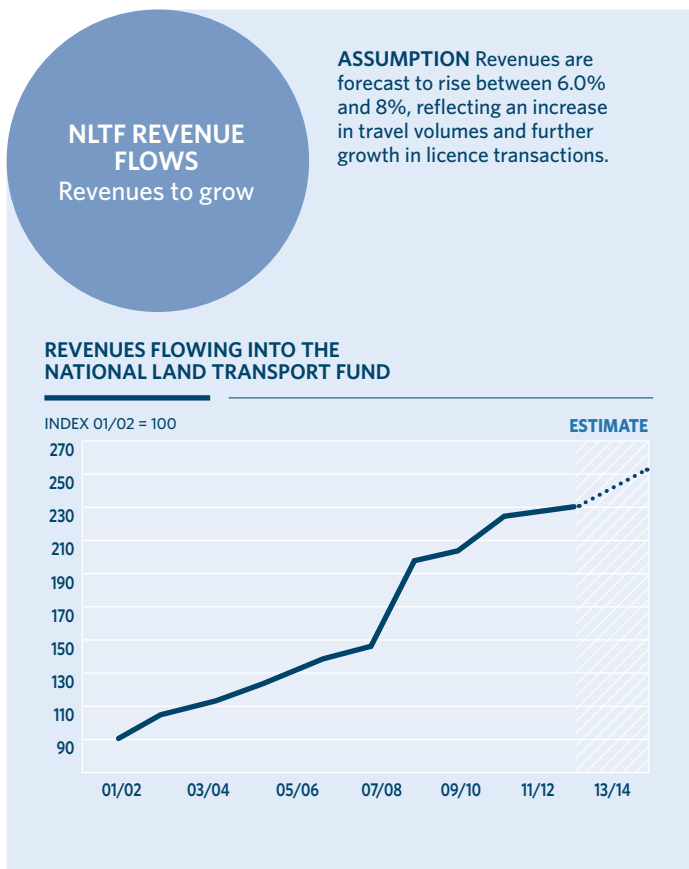 NLTF REVENUE
FLOWS
Revenues to grow
ASSUMPTION Revenues are
forecast to rise between 6.0%
and 8%, reflecting an increase
in travel volumes and further
growth in licence transactions.
REVENUES FLOWING INTO THE
NATIONAL LAND TRANSPORT FUND
INDEX 01/02 = 100
ESTIMATE
270
250
230
210
190
170
150
130
110
90
01/02 03/04 05/06 07/08 09/10 11/12 13/14